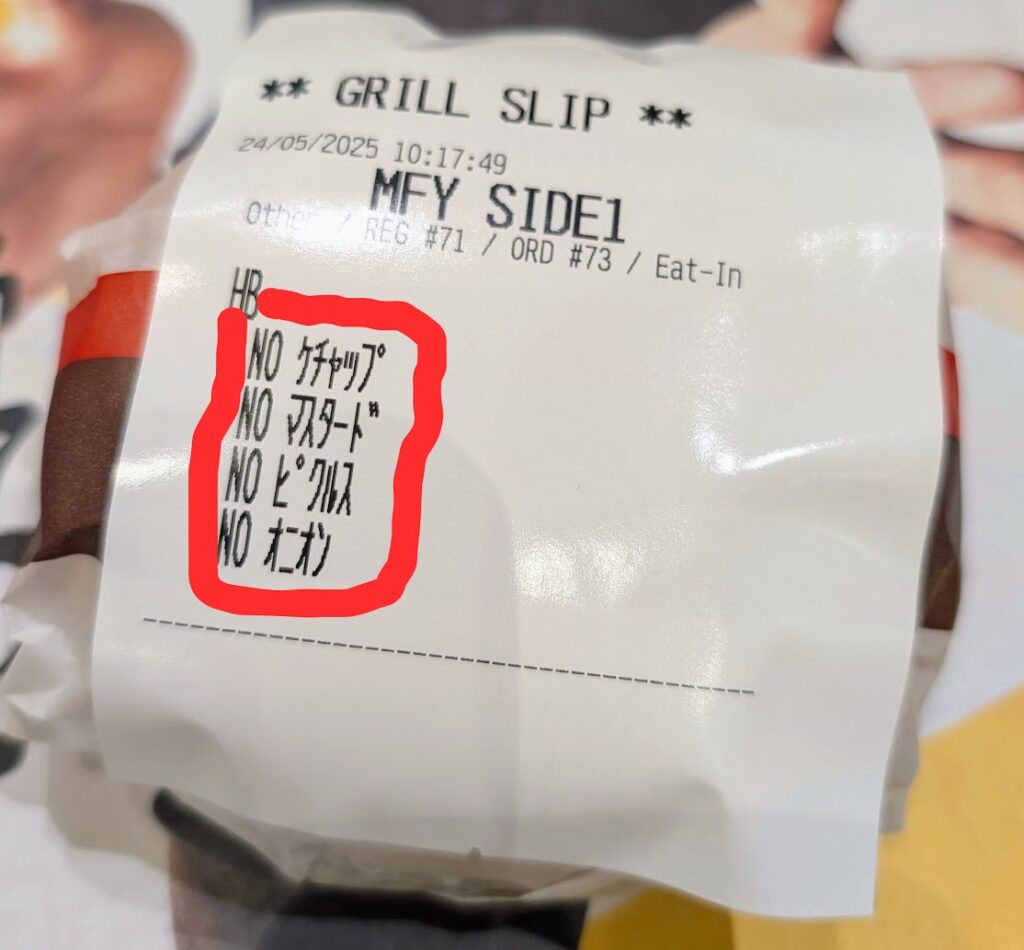 ** GRILL SLIP **
24/05/2025 10:17:49
MFY SIDE1
Other / REG #71 / ORD #73 / Eat-In
HB
NO ケチャップ
NO マスタード
NO ピクルス
NO オニオン